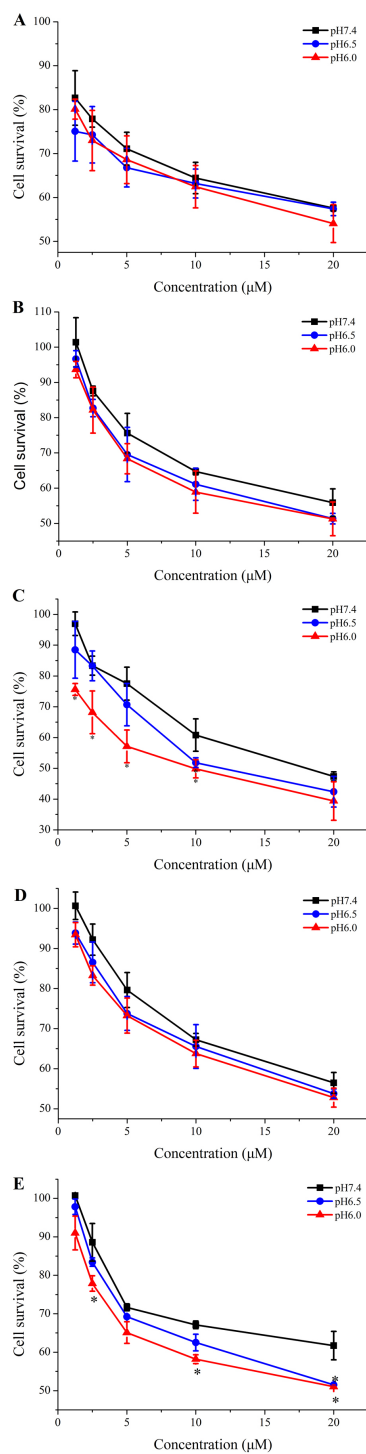 A
100
90
80
70
60
50
0
5
10
15
20
Cell survival (%)
Concentration (μM)
pH7.4
pH6.5
pH6.0
B
110
100
90
80
70
60
50
0
5
10
15
20
Cell survival (%)
Concentration (μM)
pH7.4
pH6.5
pH6.0
C
110
100
90
80
70
60
50
40
30
0
5
10
15
20
Cell survival (%)
Concentration (μM)
pH7.4
pH6.5
pH6.0
*
*
*
*
D
100
90
80
70
60
50
0
5
10
15
20
Cell survival (%)
Concentration (μM)
pH7.4
pH6.5
pH6.0
E
100
90
80
70
60
50
0
5
10
15
20
Cell survival (%)
Concentration (μM)
pH7.4
pH6.5
pH6.0
*
*
*
*